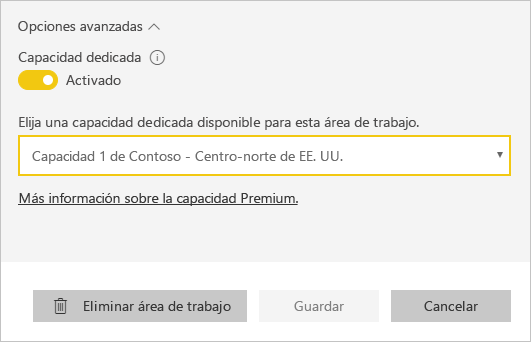 Opciones avanzadas
Capacidad dedicada
Activado
Elija una capacidad dedicada disponible para esta área de trabajo.
Capacidad 1 de Contoso - Centro-norte de EE. UU.
Más información sobre la capacidad Premium.
Eliminar área de trabajo
Guardar
Cancelar